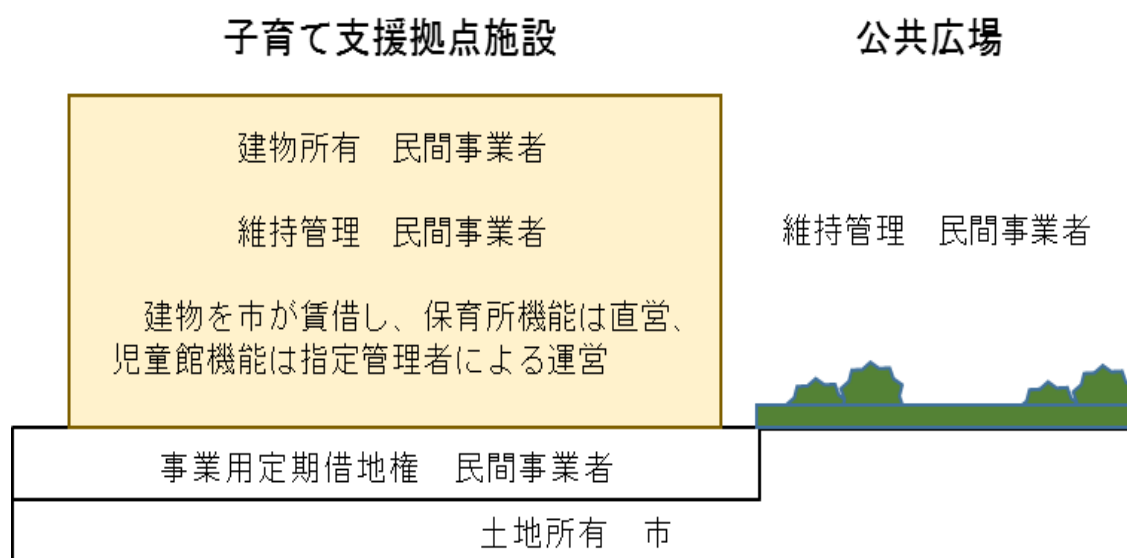 子育て支援拠点施設
公共広場
建物所有　民間事業者
維持管理　民間事業者
建物を市が賃借し、保育所機能は直営、
児童館機能は指定管理者による運営
維持管理　民間事業者
事業用定期借地権　民間事業者
土地所有　市